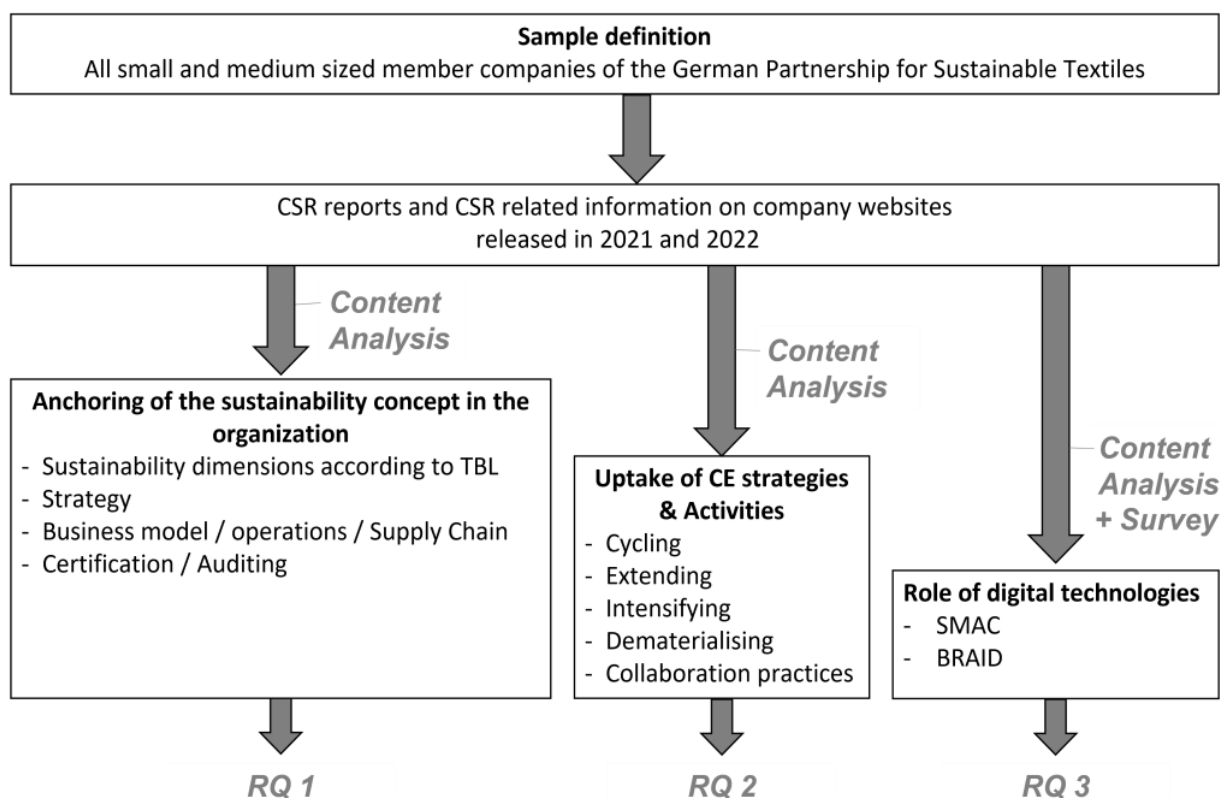 Sample definition
All small and medium sized member companies of the German Partnership for Sustainable Textiles
CSR reports and CSR related information on company websites
released in 2021 and 2022
Content
Analysis
Content
Analysis
Content
Analysis
+ Survey
Anchoring of the sustainability concept in the
organization
- Sustainability dimensions according to TBL
- Strategy
- Business model / operations / Supply Chain
- Certification / Auditing
Uptake of CE strategies
& Activities
- Cycling
- Extending
- Intensifying
- Dematerialising
- Collaboration practices
Role of digital technologies
- SMAC
- BRAID
RQ 1
RQ 2
RQ 3